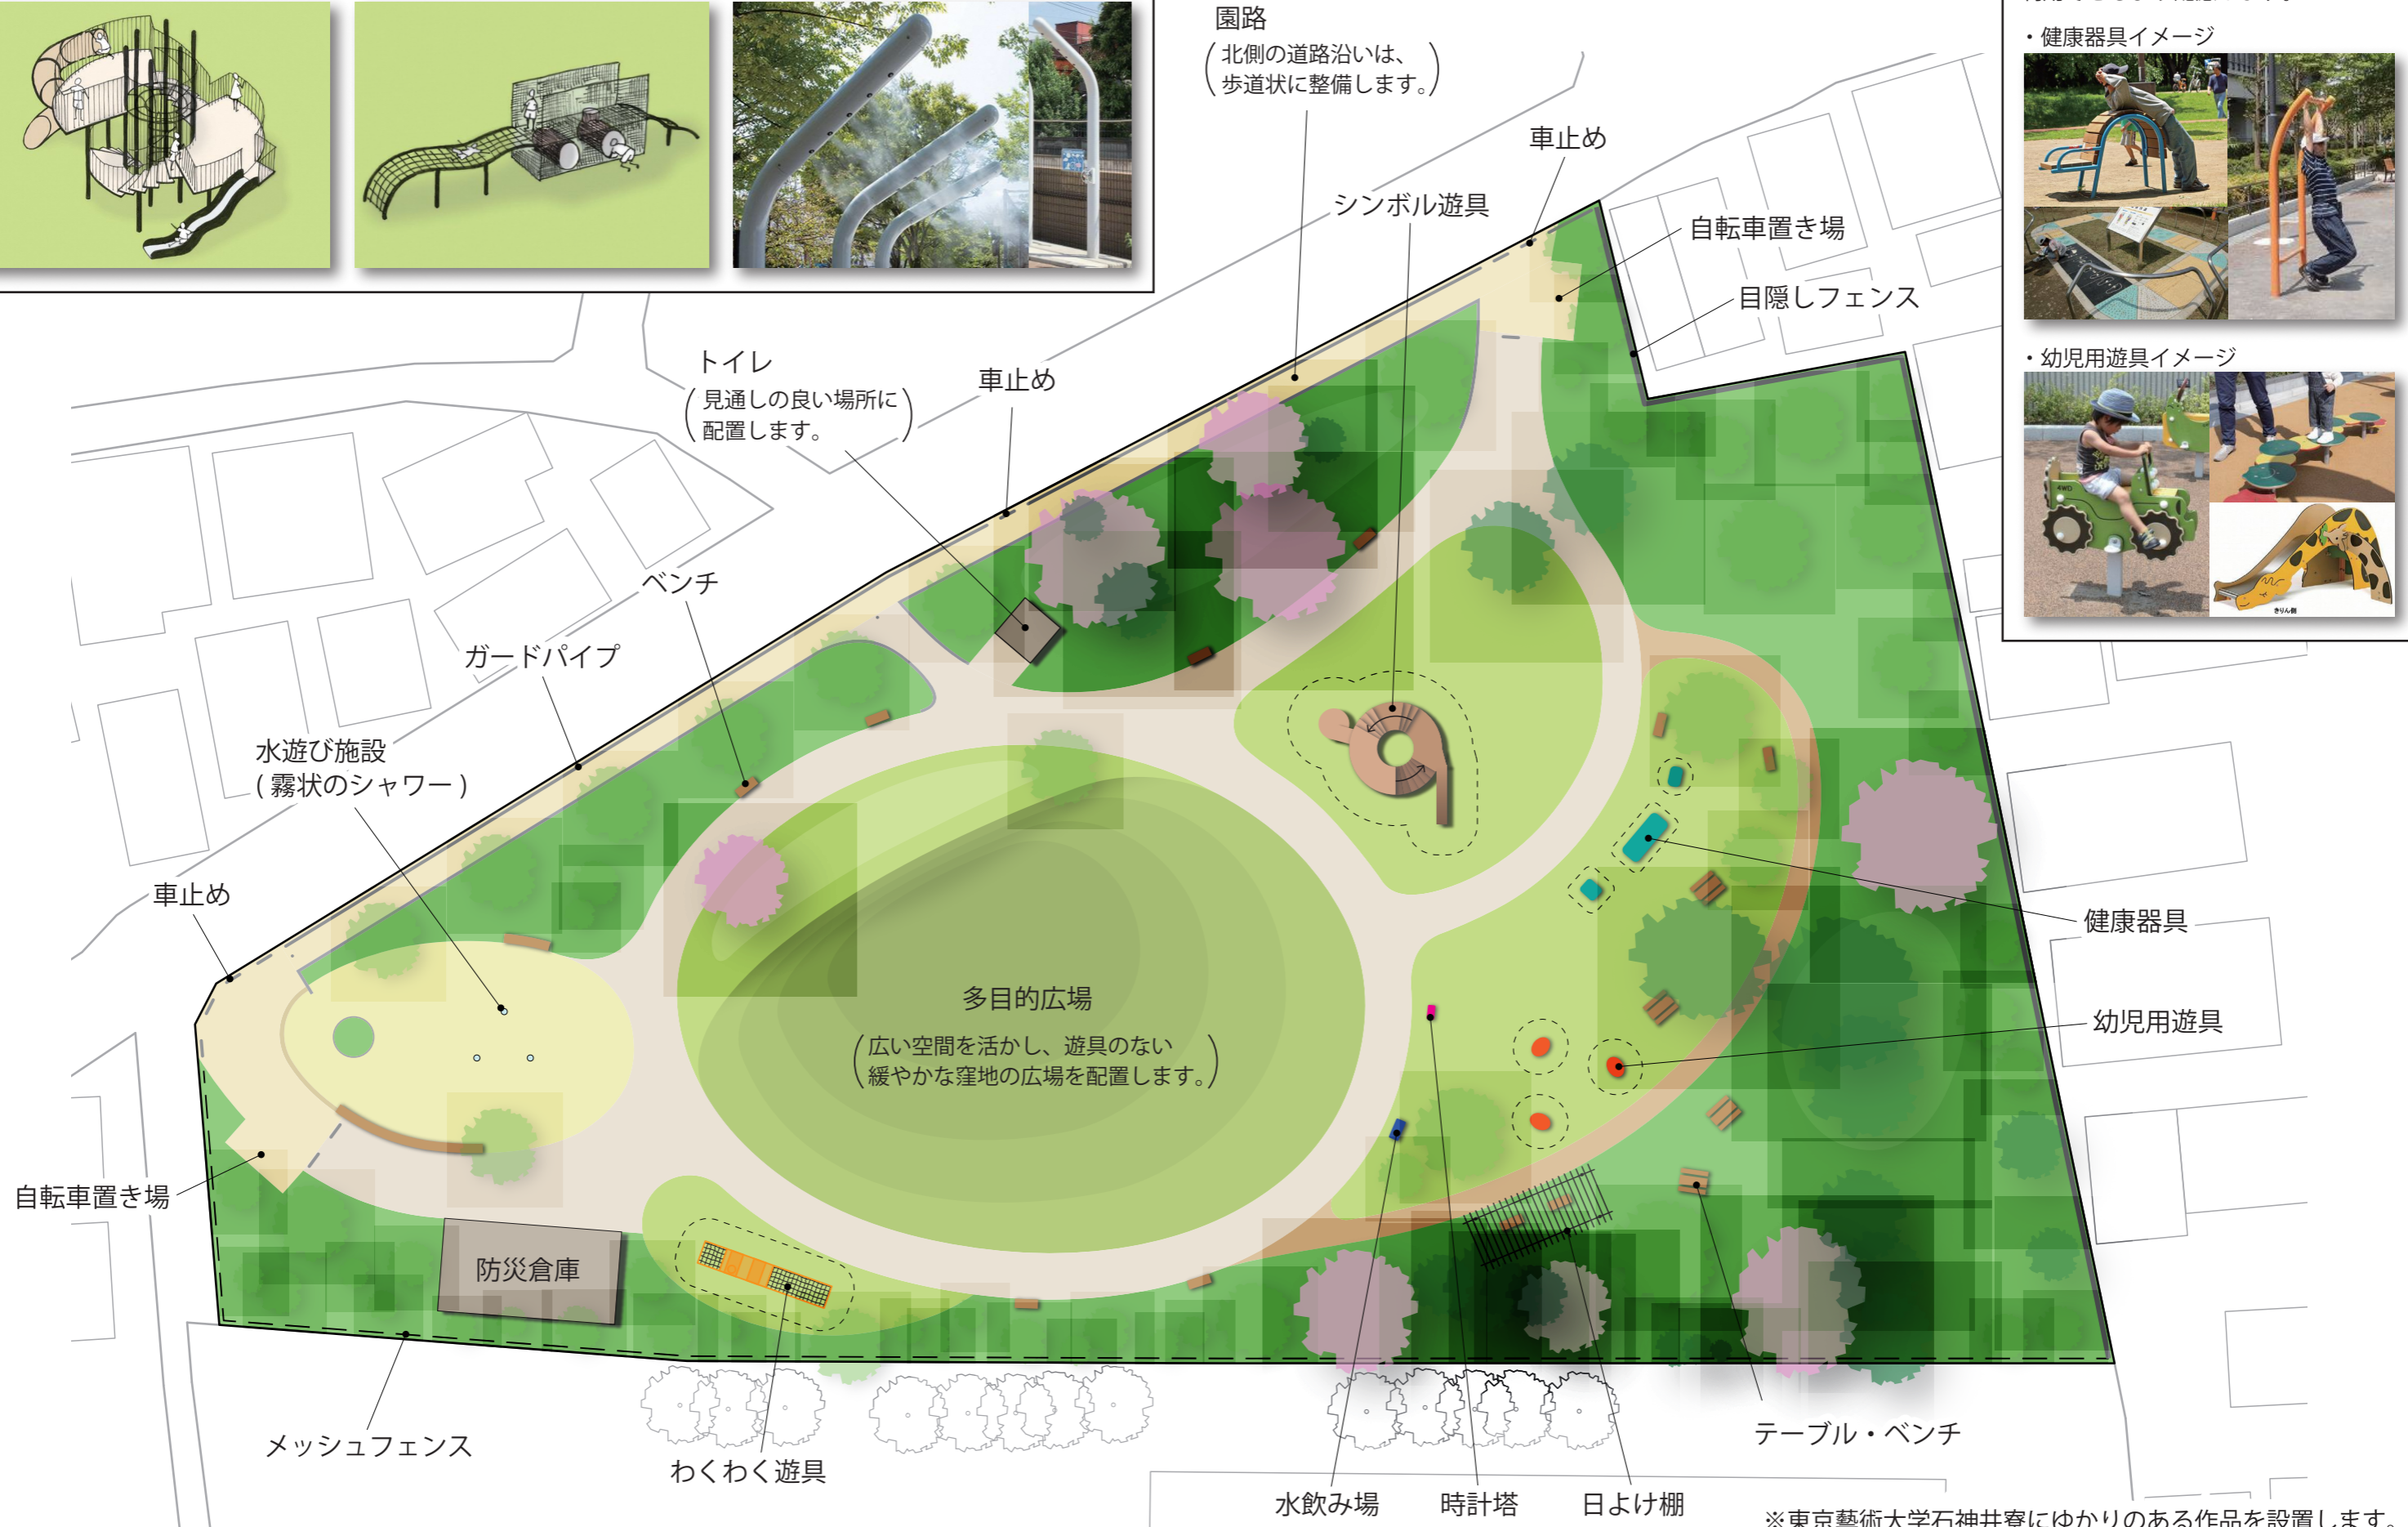 園路
(北側の道路沿いは、
歩道状に整備します。)
・健康器具イメージ
車止め
シンボル遊具
自転車置き場
目隠しフェンス
・幼児用遊具イメージ
4WD
きりん側
トイレ
(見通しの良い場所に
配置します。)
車止め
ベンチ
ガードパイプ
水遊び施設
(霧状のシャワー)
車止め
健康器具
多目的広場
(広い空間を活かし、遊具のない
緩やかな窪地の広場を配置します。)
幼児用遊具
自転車置き場
防災倉庫
メッシュフェンス
わくわく遊具
テーブル・ベンチ
水飲み場
時計塔
日よけ棚
※東京藝術大学石神井寮にゆかりのある作品を設置します。